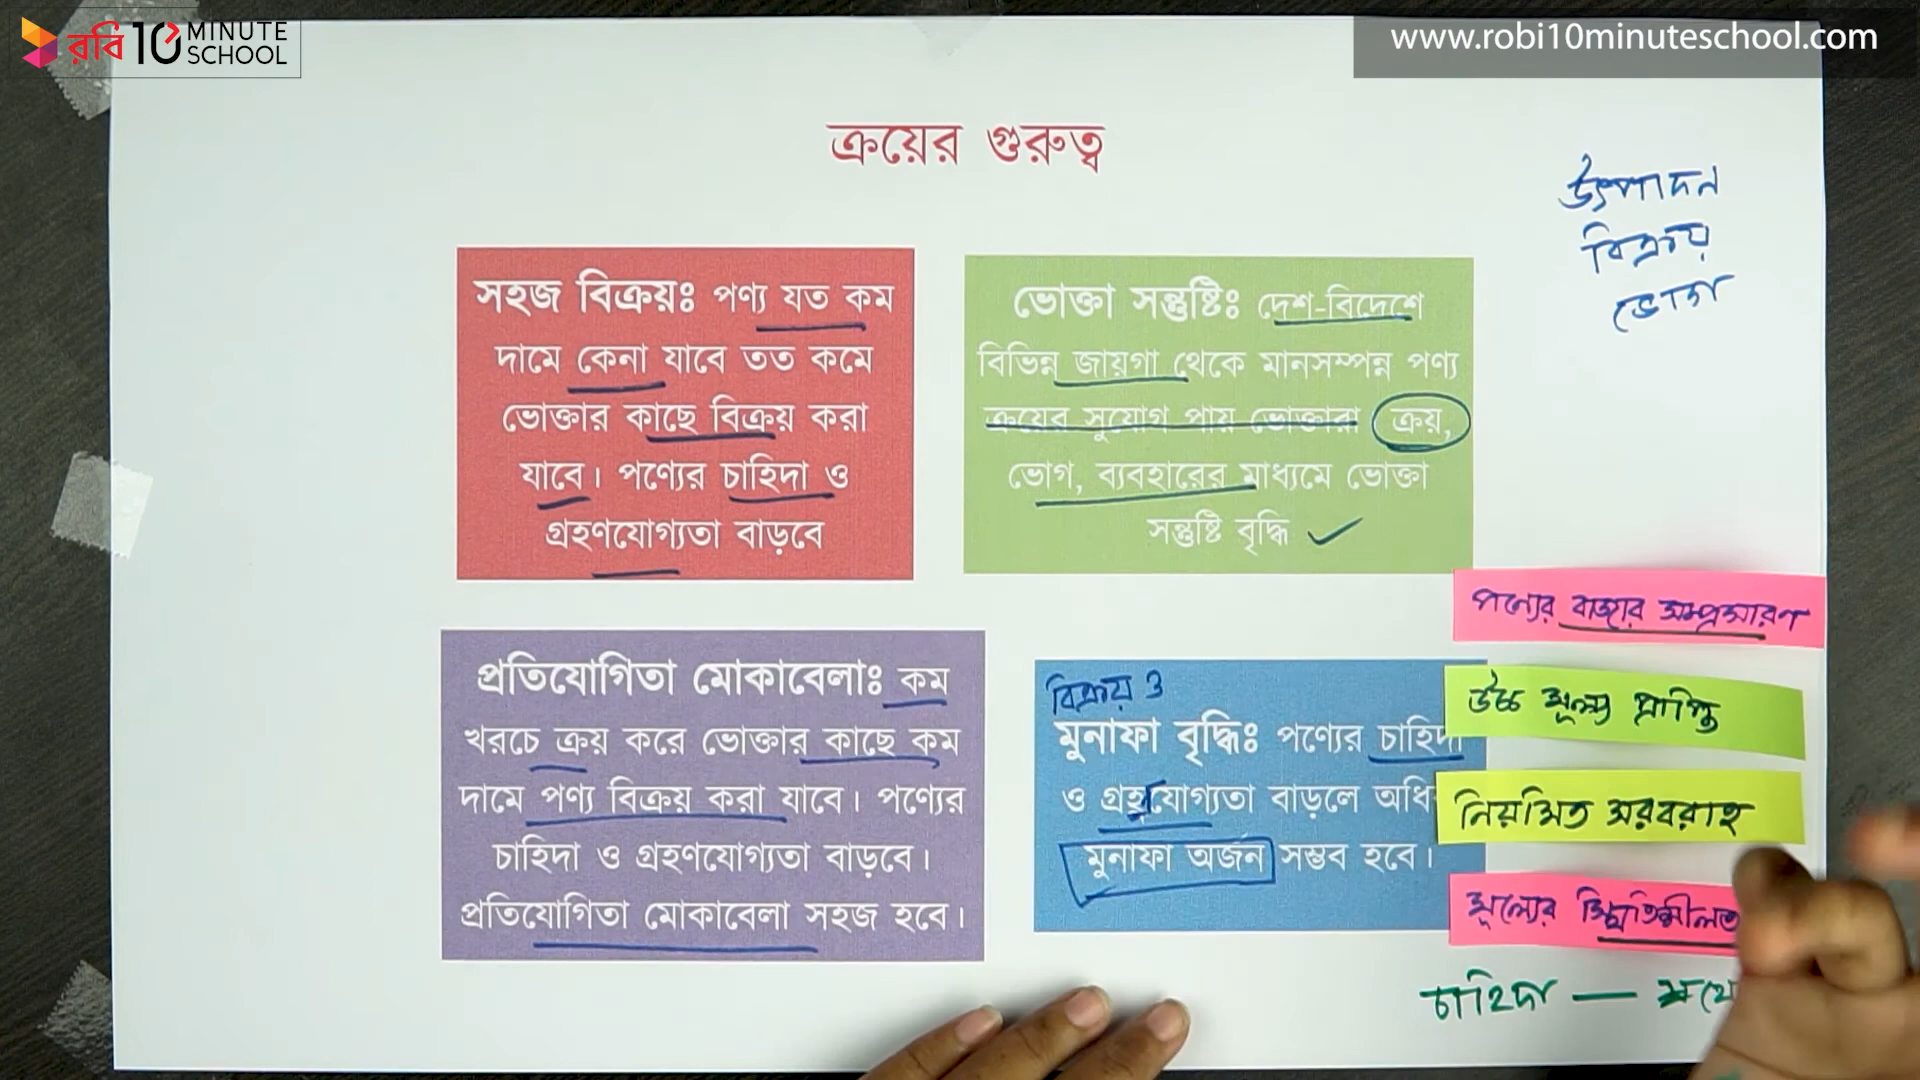 রবি 10 MINUTE SCHOOL
www.robi10minuteschool.com
ক্রয়ের গুরুত্ব
উৎপাদন
বিক্রয়
ভোক্তা
সহজ বিক্রয়ঃ পণ্য যত কম
দামে কেনা যাবে তত কমে
ভোক্তার কাছে বিক্রয় করা
যাবে। পণ্যের চাহিদা ও
গ্রহণযোগ্যতা বাড়বে
ভোক্তা সন্তুষ্টিঃ দেশ-বিদেশে
বিভিন্ন জায়গা থেকে মানসম্পন্ন পণ্য
ক্রয়ের সুযোগ পায় ভোক্তারা ক্রয়,
ভোগ, ব্যবহারের মাধ্যমে ভোক্তা
সন্তুষ্টি বৃদ্ধি
প্রতিযোগিতা মোকাবেলাঃ কম
খরচে ক্রয় করে ভোক্তার কাছে কম
দামে পণ্য বিক্রয় করা যাবে। পণ্যের
চাহিদা ও গ্রহণযোগ্যতা বাড়বে।
প্রতিযোগিতা মোকাবেলা সহজ হবে।
বিক্রয় ও
মুনাফা বৃদ্ধিঃ পণ্যের চাহিদা
ও গ্রহযোগ্যতা বাড়লে অধি
মুনাফা অর্জন সম্ভব হবে।
পণ্যের বাজার সম্প্রসারণ
উচ্চ মূল্য প্রাপ্তি
নিয়মিত সরবরাহ
মূল্যের স্থিতিশীলতা
চাহিদা —